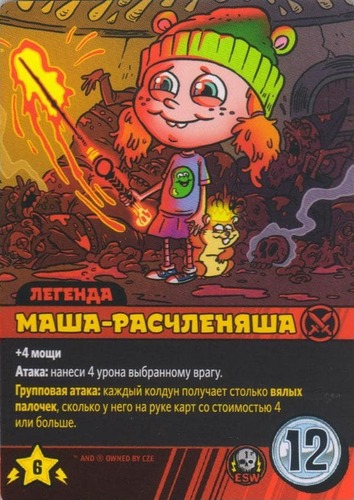 ЛЕГЕНДА
МАША-РАСЧЛЕНЯША
+4 мощи
Атака: нанеси 4 урона выбранному врагу.
Групповая атака: каждый колдун получает столько вялых
палочек, сколько у него на руке карт со стоимостью 4
или больше.
6
™ AND ® OWNED BY CZE
ESW
12